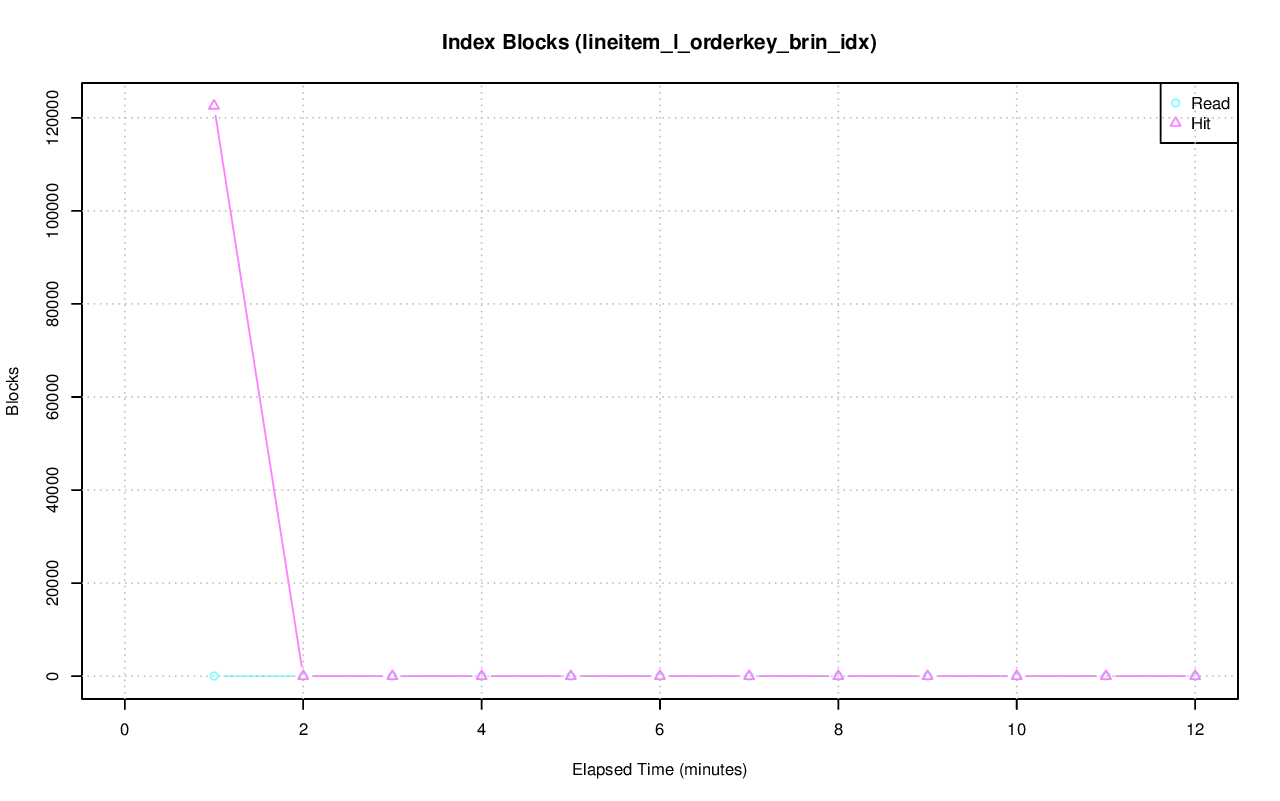 Index Blocks (lineitem_l_orderkey_brin_idx)
Read
Hit
120000
100000
80000
60000
40000
20000
0
Blocks
0 2 4 6 8 10 12
Elapsed Time (minutes)